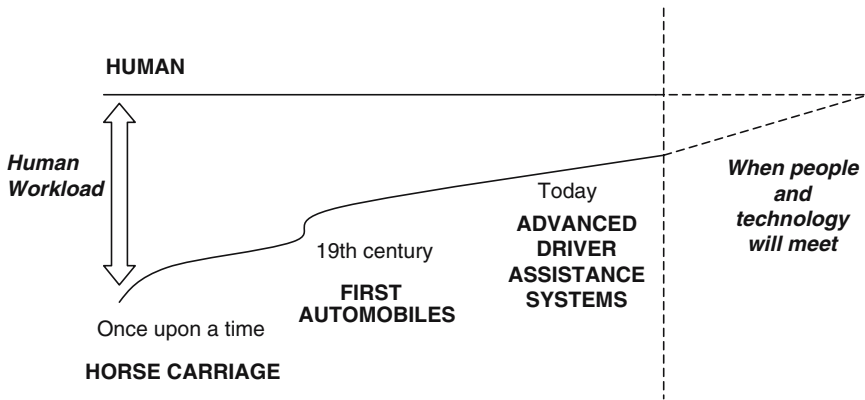 HUMAN
Human
Workload
When people
and
technology
will meet
Today
ADVANCED
DRIVER
ASSISTANCE
SYSTEMS
19th century
FIRST
AUTOMOBILES
Once upon a time
HORSE CARRIAGE